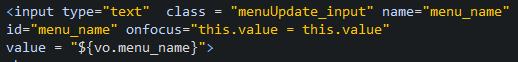 <input type="text"  class = "menuUpdate_input" name="menu_name"
id="menu_name" onfocus="this.value = this.value"
value = "${vo.menu_name}">